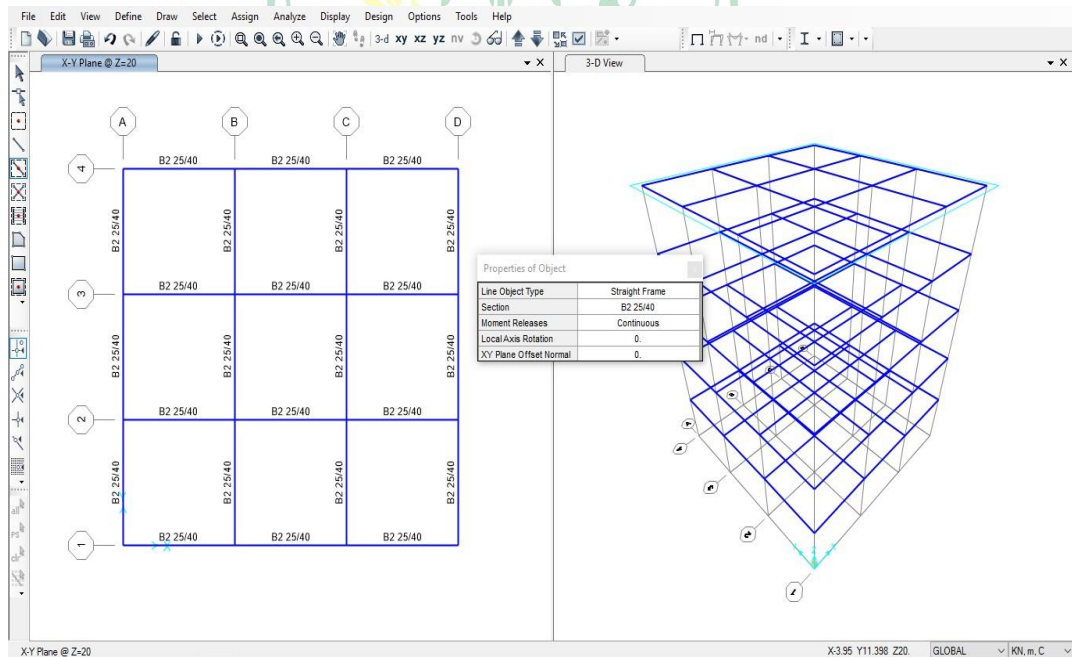 File Edit View Define Draw Select Assign Analyze Display Design Options Tools Help
3-d xy xz yz nv nd
X-Y Plane @ Z=20
3-D View
A B C D
4
B2 25/40 B2 25/40 B2 25/40
B2 25/40 B2 25/40 B2 25/40 B2 25/40
3
B2 25/40 B2 25/40 B2 25/40
B2 25/40 B2 25/40 B2 25/40 B2 25/40
2
B2 25/40 B2 25/40 B2 25/40
B2 25/40 B2 25/40 B2 25/40 B2 25/40
1
B2 25/40 B2 25/40 B2 25/40
X
Properties of Object
Line Object Type Straight Frame
Section B2 25/40
Moment Releases Continuous
Local Axis Rotation 0.
XY Plane Offset Normal 0.
all
PS
clr
X-Y Plane @ Z=20
X-3.95 Y11.398 Z20.
GLOBAL
KN, m, C